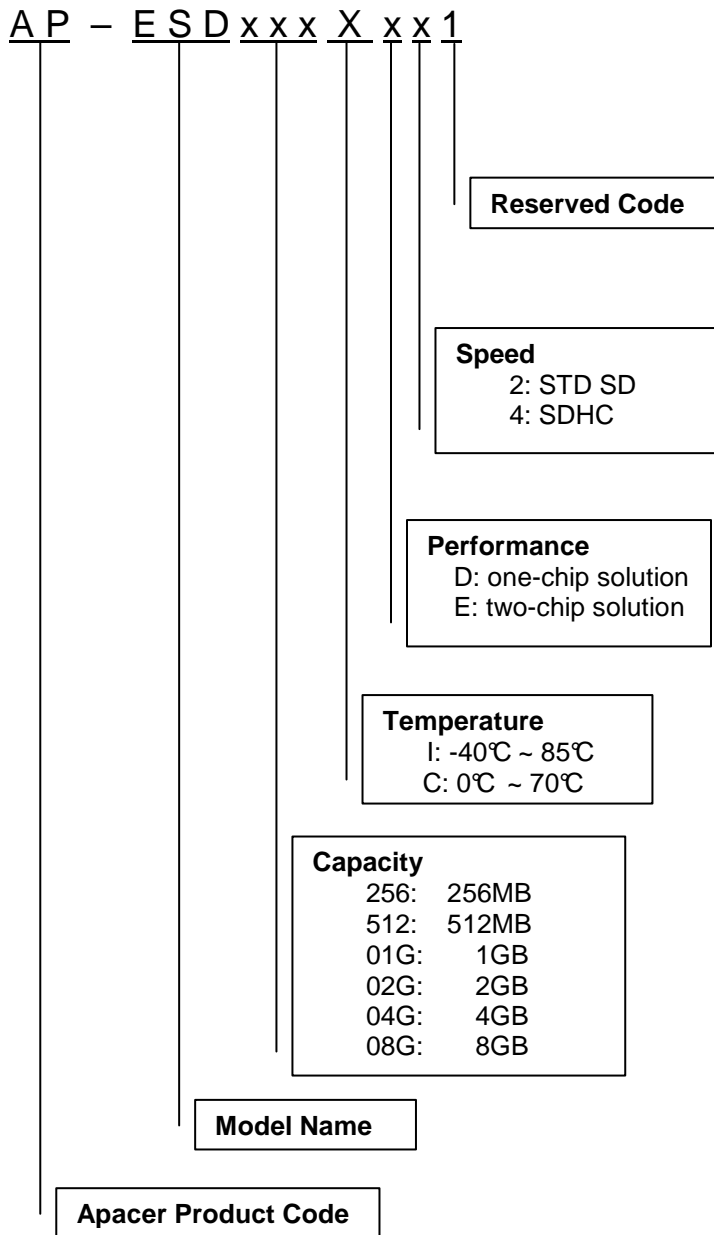 AP – ESDxxx X x x 1
Reserved Code
Speed
2: STD SD
4: SDHC
Performance
D: one-chip solution
E: two-chip solution
Temperature
I: -40℃ ~ 85℃
C: 0℃ ~ 70℃
Capacity
256: 256MB
512: 512MB
01G: 1GB
02G: 2GB
04G: 4GB
08G: 8GB
Model Name
Apacer Product Code